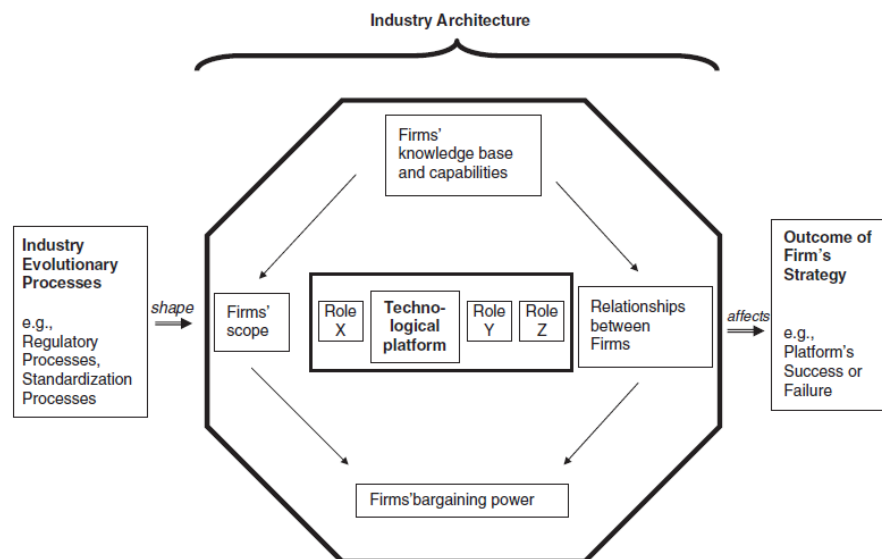 Industry Architecture
Firms'
knowledge base
and capabilities
Industry
Evolutionary
Processes
e.g.,
Regulatory
Processes,
Standardization
Processes
shape
Firms'
scope
Role
X
Techno-
logical
platform
Role
Y
Role
Z
Relationships
between
Firms
affects
Outcome of
Firm's
Strategy
e.g.,
Platform's
Success or
Failure
Firms'bargaining power